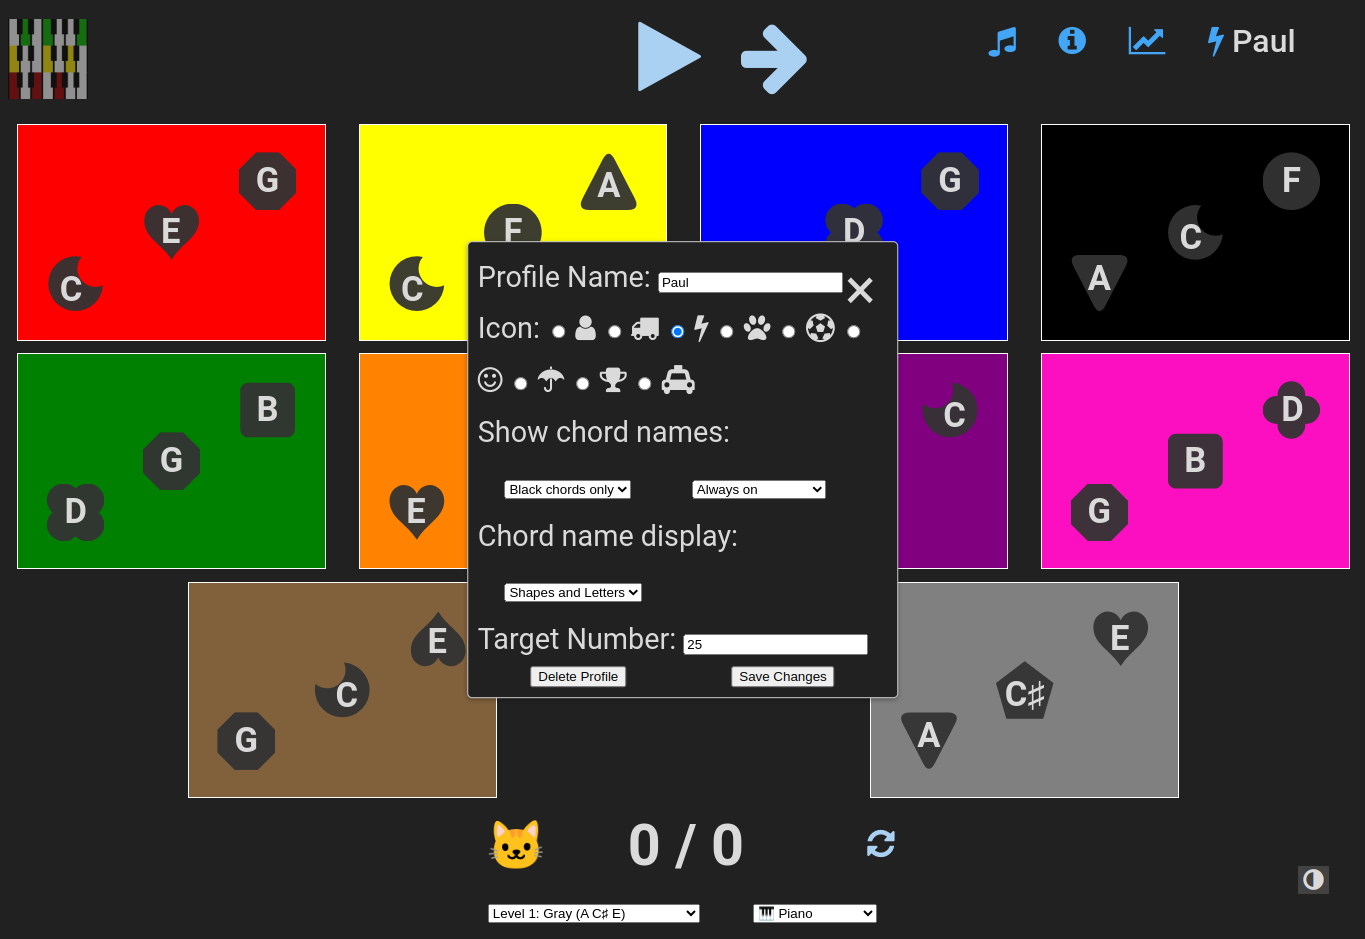 Paul
G
E
C
A
F
C
G
D
F
C
A
Profile Name: Paul
Icon:
Show chord names:
Black chords only Always on
Chord name display:
Shapes and Letters
Target Number: 25
Delete Profile Save Changes
B
G
D
E
C
D
B
G
E
C
G
E
C♯
A
0 / 0
Level 1: Gray (A C♯ E) Piano